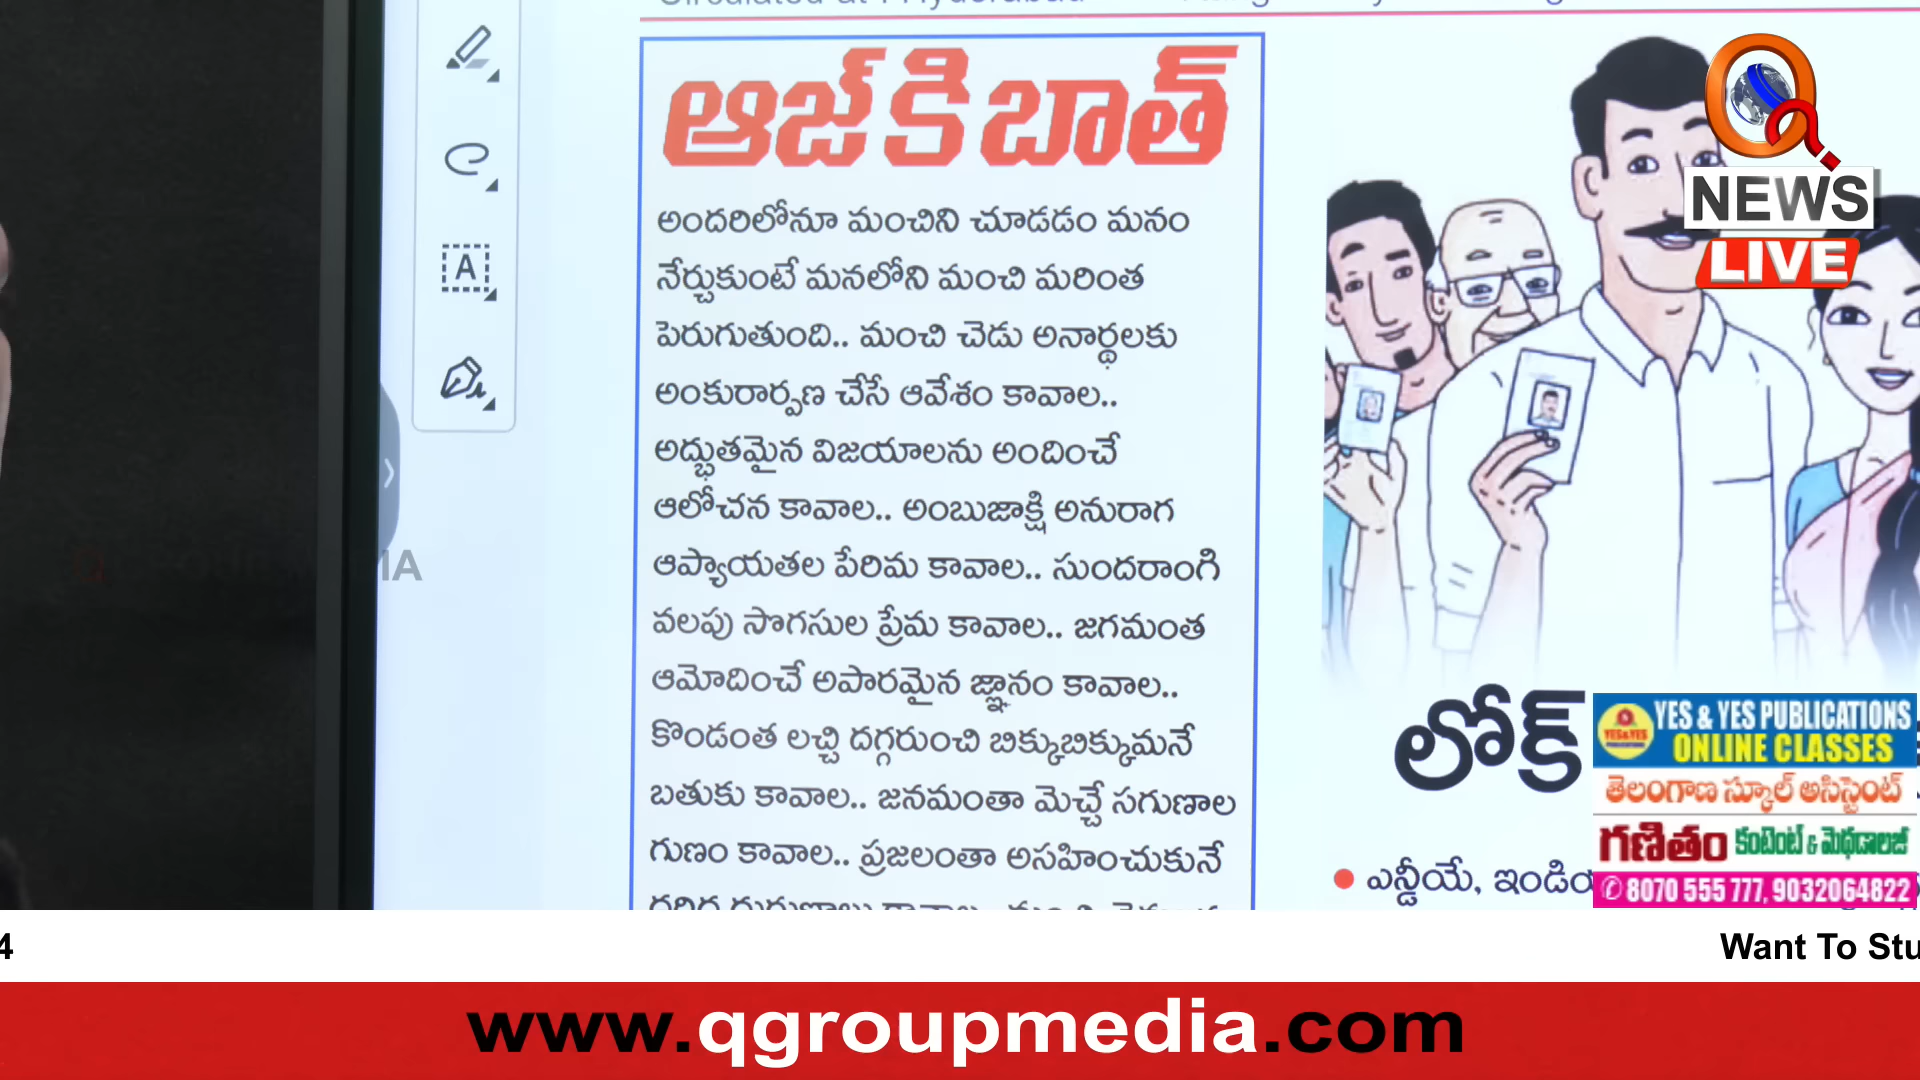 ఆజ్ కి బాత్
అందరిలోనూ మంచిని చూడడం మనం
నేర్చుకుంటే మనలోని మంచి మరింత
పెరుగుతుంది.. మంచి చెడు అనార్థలకు
అంకురార్పణ చేసే ఆవేశం కావాల..
అద్భుతమైన విజయాలను అందించే
ఆలోచన కావాల.. అంబుజాక్షి అనురాగ
ఆప్యాయతల పేరిమ కావాల.. సుందరాంగి
వలపు సొగసుల ప్రేమ కావాల.. జగమంత
ఆమోదించే అపారమైన జ్ఞానం కావాల..
కొండంత లచ్చి దగ్గరుంచి బిక్కుబిక్కుమనే
బతుకు కావాల.. జనమంతా మెచ్చే సగుణాల
గుణం కావాల.. ప్రజలంతా అసహించుకునే
A
NEWS
LIVE
లోక్
YES & YES PUBLICATIONS
ONLINE CLASSES
తెలంగాణ స్కూల్ అసిస్టెంట్
గణితం కంటెంట్ & మెథడాలజీ
8070 555 777, 9032064822
ఎన్డీయే,
4
Want To
www.qgroupmedia.com